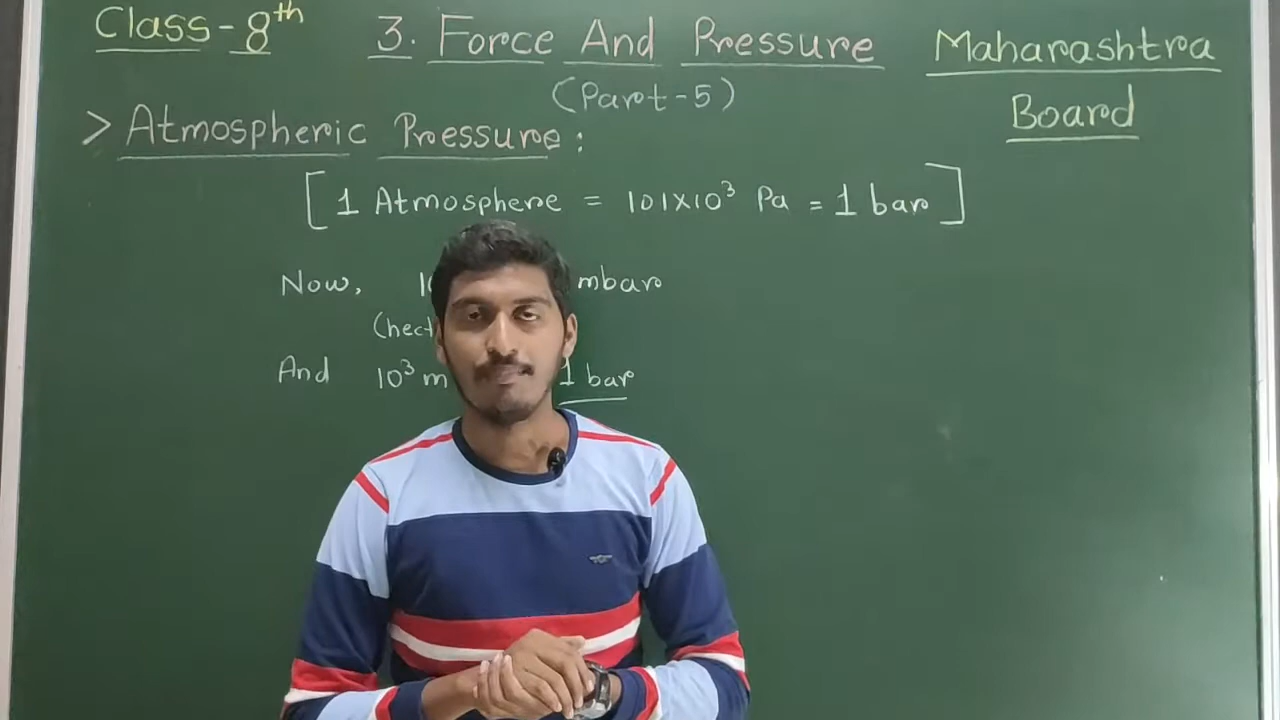 Class-8th 3. Force And Pressure Maharashtra
(Part-5) Board
> Atmospheric Pressure:
[1 Atmosphere = 101x10³ Pa = 1 bar]
Now, mbar
(hect
And 10³ m 1 bar